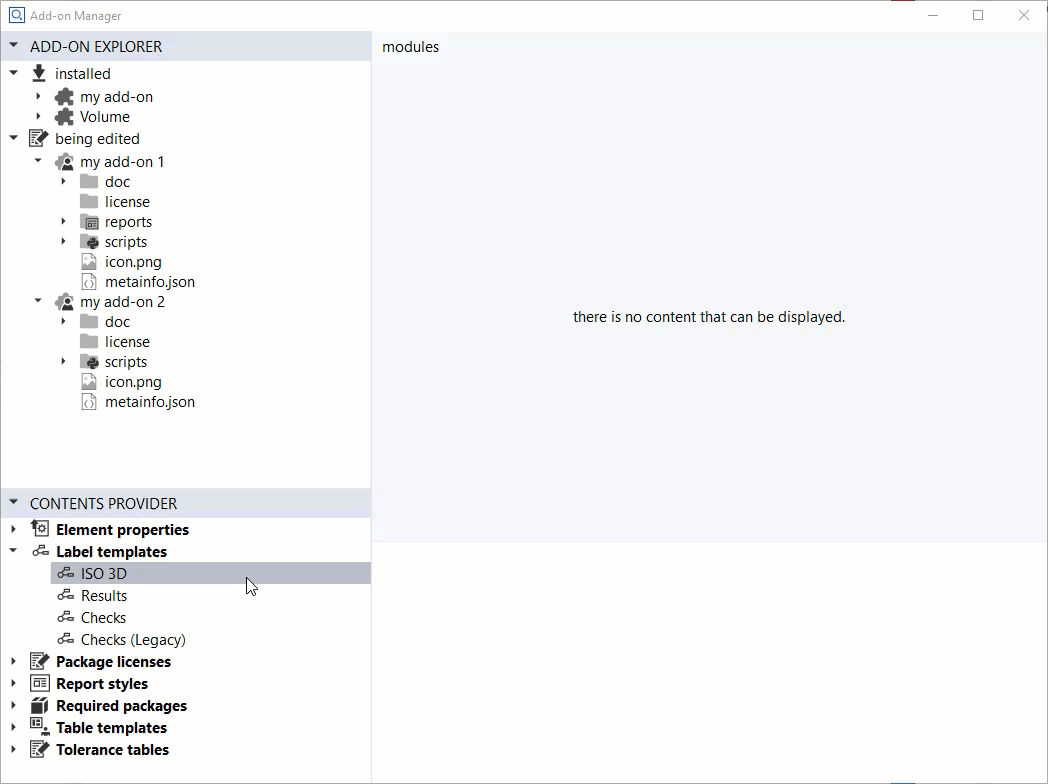 Add-on Manager
ADD-ON EXPLORER
installed
my add-on
Volume
being edited
my add-on 1
doc
license
reports
scripts
icon.png
metainfo.json
my add-on 2
doc
license
scripts
icon.png
metainfo.json
CONTENTS PROVIDER
Element properties
Label templates
ISO 3D
Results
Checks
Checks (Legacy)
Package licenses
Report styles
Required packages
Table templates
Tolerance tables
modules
there is no content that can be displayed.